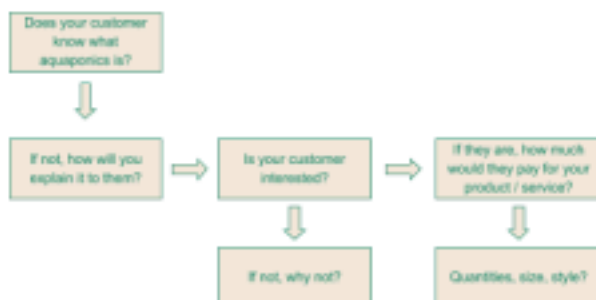 Does your customer
know what
aquaponics is?
If not, how will you
explain it to them?
Is your customer
interested?
If they are, how much
would they pay for your
product / service?
If not, why not?
Quantities, size, style?